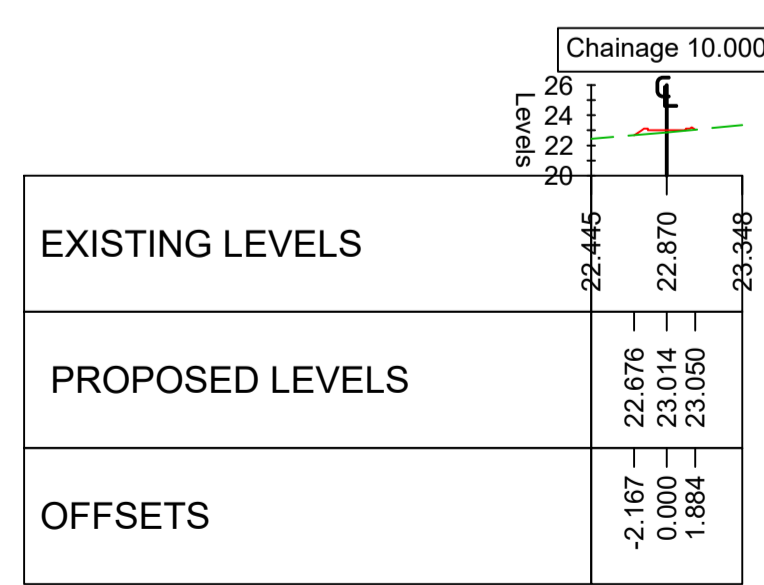 Chainage 10.000
CL
26
24
22
20
Levels
EXISTING LEVELS
22.445
22.870
23.348
PROPOSED LEVELS
22.676
23.014
23.050
OFFSETS
-2.167
0.000
1.884